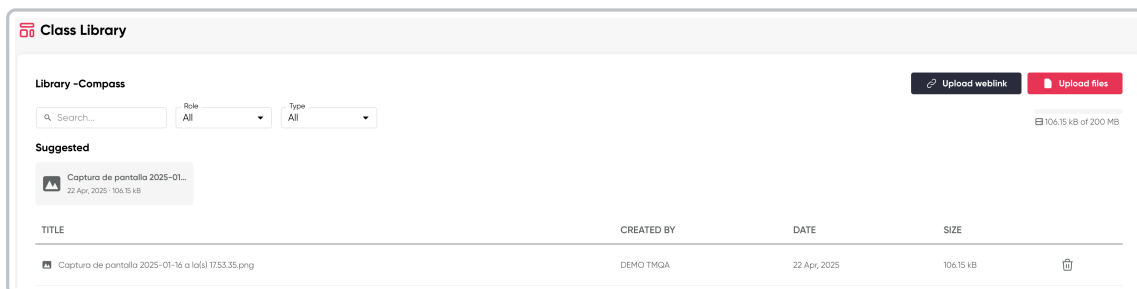 Class Library
Library -Compass
Upload weblink
Upload files
Search...
Role
All
Type
All
106.15 kB of 200 MB
Suggested
Captura de pantalla 2025-01...
22 Apr, 2025 · 106.15 kB
TITLE CREATED BY DATE SIZE
Captura de pantalla 2025-01-16 a la(s) 17.53.35.png DEMO TMQA 22 Apr, 2025 106.15 kB